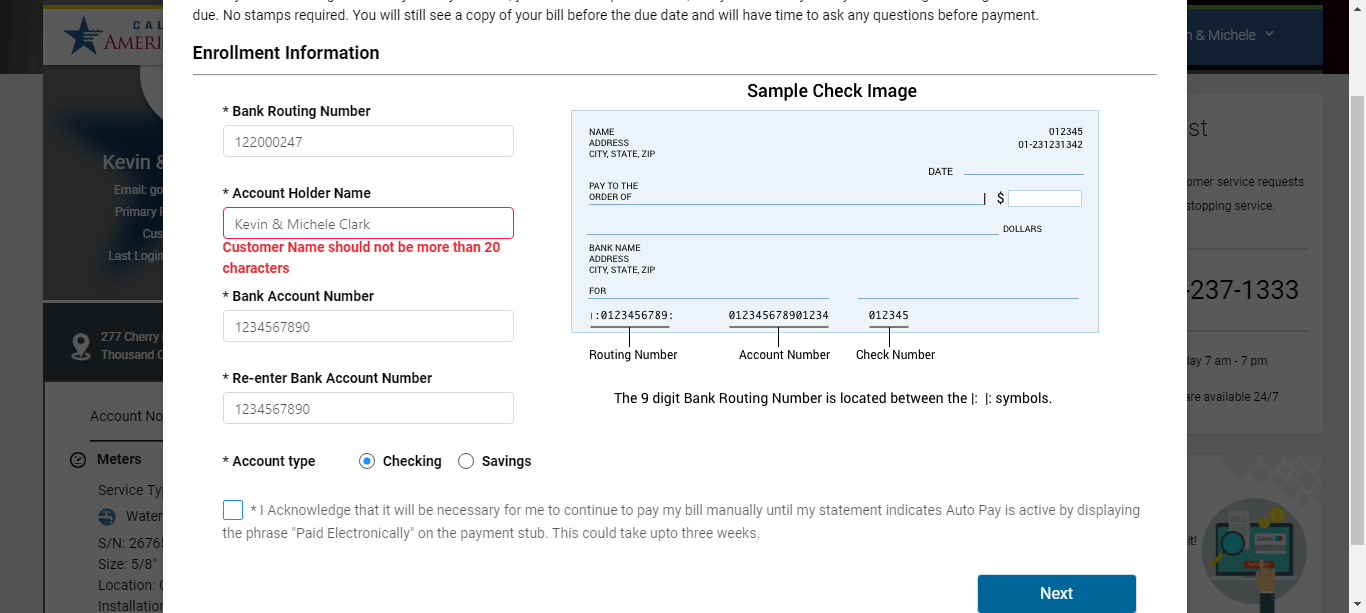 due. No stamps required. You will still see a copy of your bill before the due date and will have time to ask any questions before payment.
CAL
AMERI
& Michele
Enrollment Information
Sample Check Image
* Bank Routing Number
122000247
* Account Holder Name
Kevin & Michele Clark
Customer Name should not be more than 20
characters
* Bank Account Number
1234567890
* Re-enter Bank Account Number
1234567890
* Account type
Checking
Savings
NAME
ADDRESS
CITY, STATE, ZIP
012345
01-231231342
DATE
PAY TO THE
ORDER OF
$
DOLLARS
BANK NAME
ADDRESS
CITY, STATE, ZIP
FOR
|:0123456789:
012345678901234
012345
Routing Number
Account Number
Check Number
The 9 digit Bank Routing Number is located between the |: |: symbols.
* I Acknowledge that it will be necessary for me to continue to pay my bill manually until my statement indicates Auto Pay is active by displaying
the phrase "Paid Electronically" on the payment stub. This could take upto three weeks.
Next
Kevin &
Email: go
Primary
Cus
Last Login
277 Cherry
Thousand
Account No
Meters
Service Ty
Water
S/N: 2676
Size: 5/8"
Location:
Installation
st
omer service requests
stopping service.
-237-1333
day 7 am - 7 pm
are available 24/7
it!
BILL
BANK